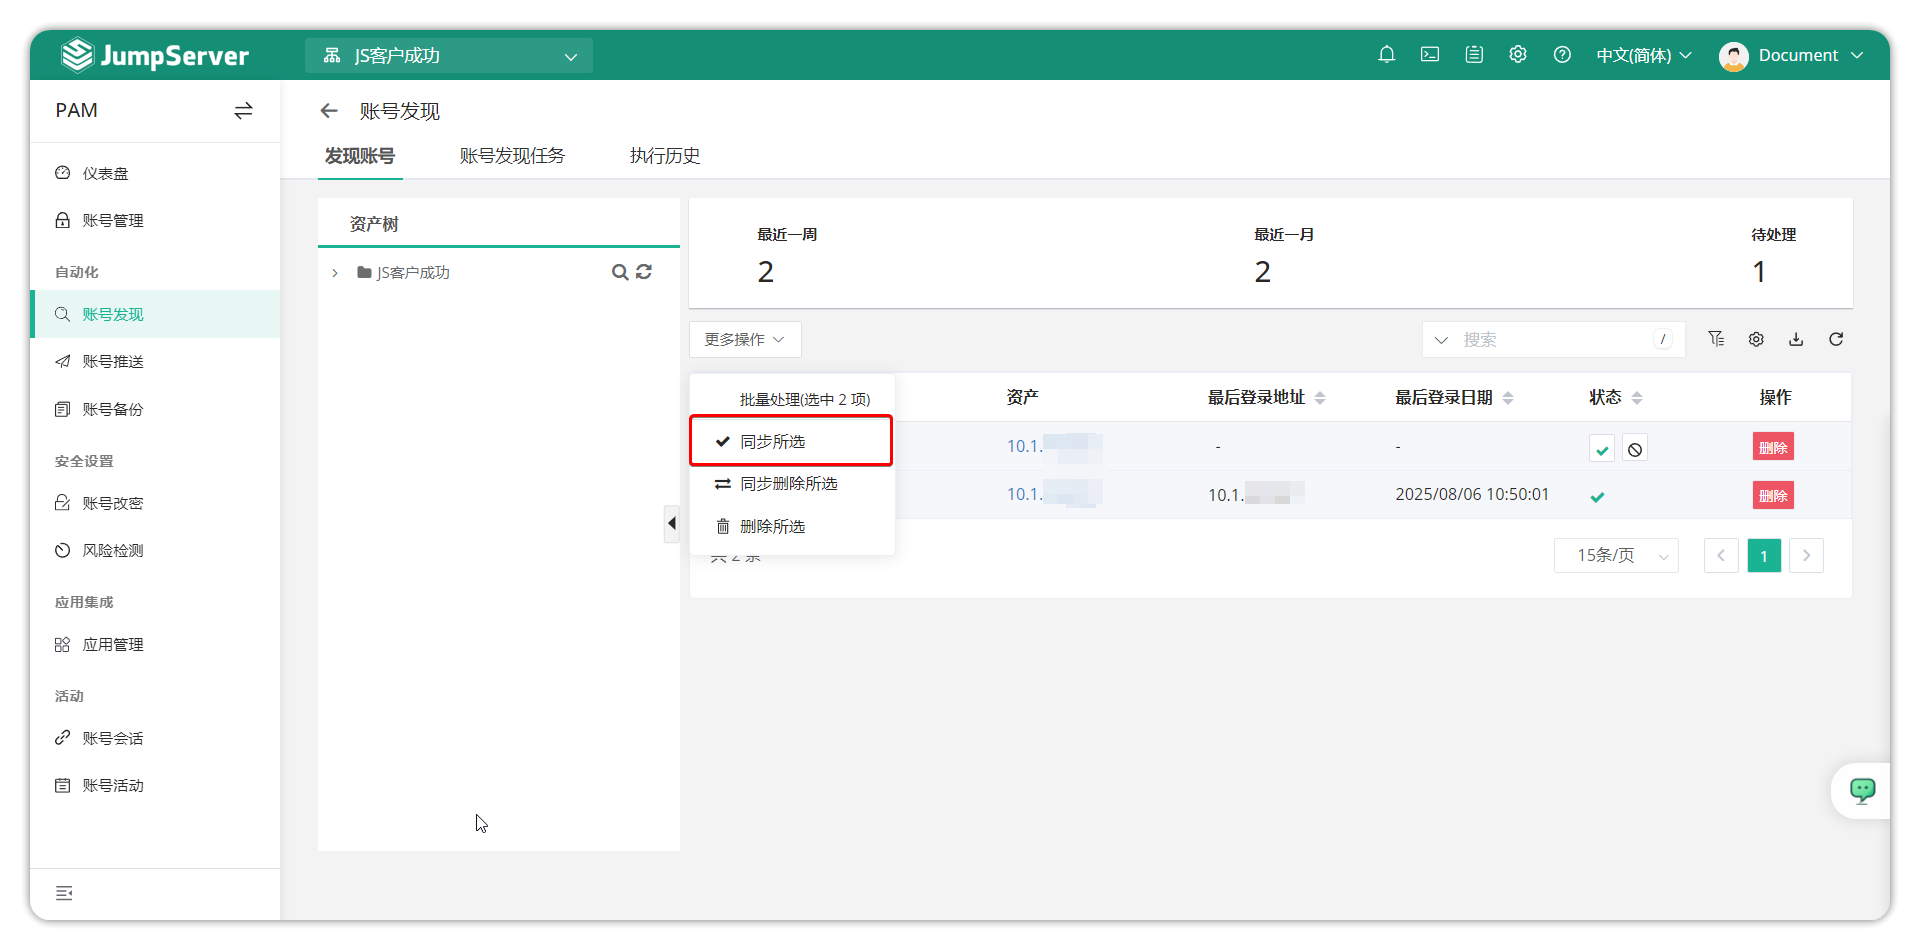 JumpServer
JS客户成功
中文(简体)
Document
PAM
仪表盘
账号管理
自动化
账号发现
账号推送
账号备份
安全设置
账号改密
风险检测
应用集成
应用管理
活动
账号会话
账号活动
账号发现
发现账号
账号发现任务
执行历史
资产树
JS客户成功
最近一周
2
最近一月
2
待处理
1
更多操作
搜索
/
批量处理(选中 2 项)
同步所选
同步删除所选
删除所选
资产
最后登录地址
最后登录日期
状态
操作
10.1.
-
-
删除
10.1.
10.1.
2025/08/06 10:50:01
删除
共 2 条
15条/页
1